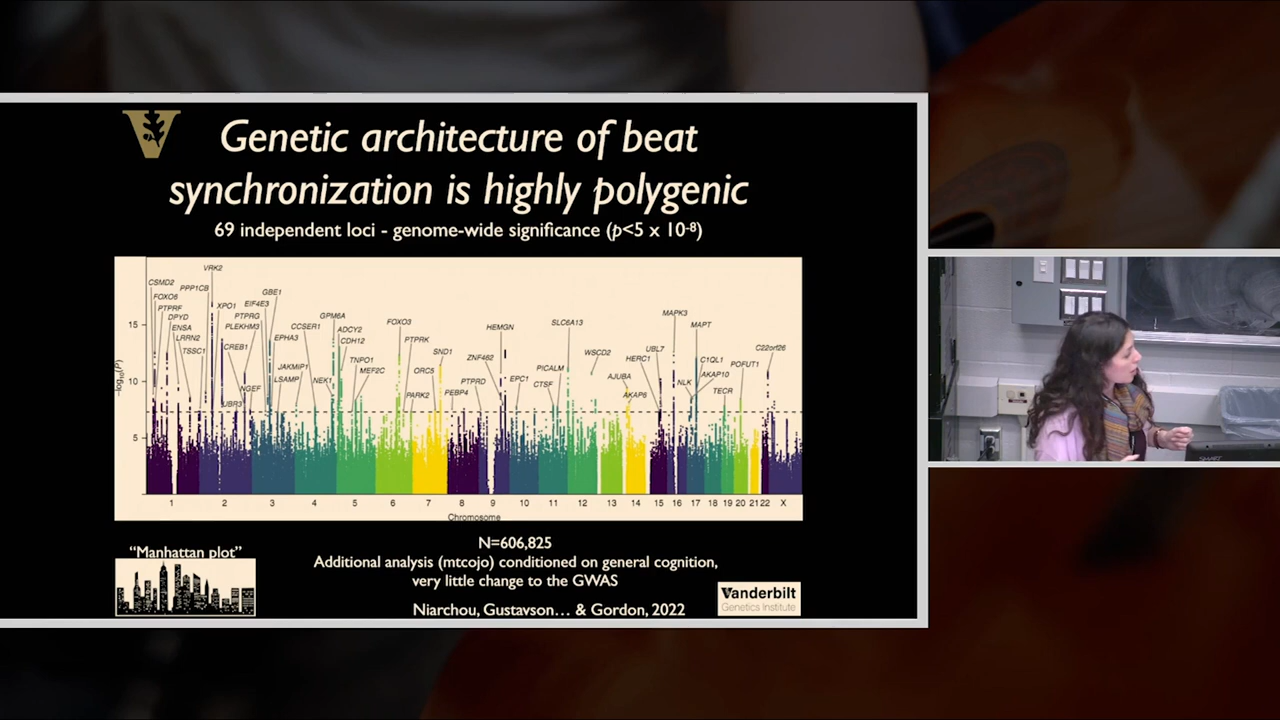 Genetic architecture of beat
synchronization is highly polygenic
69 independent loci - genome-wide significance (p<5 x 10-8)
VRK2
CSMD2
PPP1CB
GBE1
FOXO6
EIF4E3
PTPRF
XPO1
DPYD
PTPRG
GPM6A
ENSA
PLEKHM3
CCSER1
ADCY2
LRRN2
EPHA3
CDH12
TSSC1
CREB1
TNPO1
JAKMIP1
MEF2C
LSAMP
NEK1
NGEF
UBR3
FOXO3
PTPRK
SND1
ORC5
PARK2
HEMGN
ZNF462
PTPRD
EPC1
PEBP4
SLC6A13
WSCD2
PICALM
CTSF
MAPK3
MAPT
UBL7
HERC1
C1QL1
AJUBA
AKAP10
AKAP6
NLK
TECR
POFUT1
C22orf26
-log10(P)
15
10
5
1 2 3 4 5 6 7 8 9 10 11 12 13 14 15 16 17 18 19 20 21 22 X
Chromosome
"Manhattan plot"
N=606,825
Additional analysis (mtcojo) conditioned on general cognition,
very little change to the GWAS
Niarchou, Gustavson... & Gordon, 2022
Vanderbilt
Genetics Institute
SMART